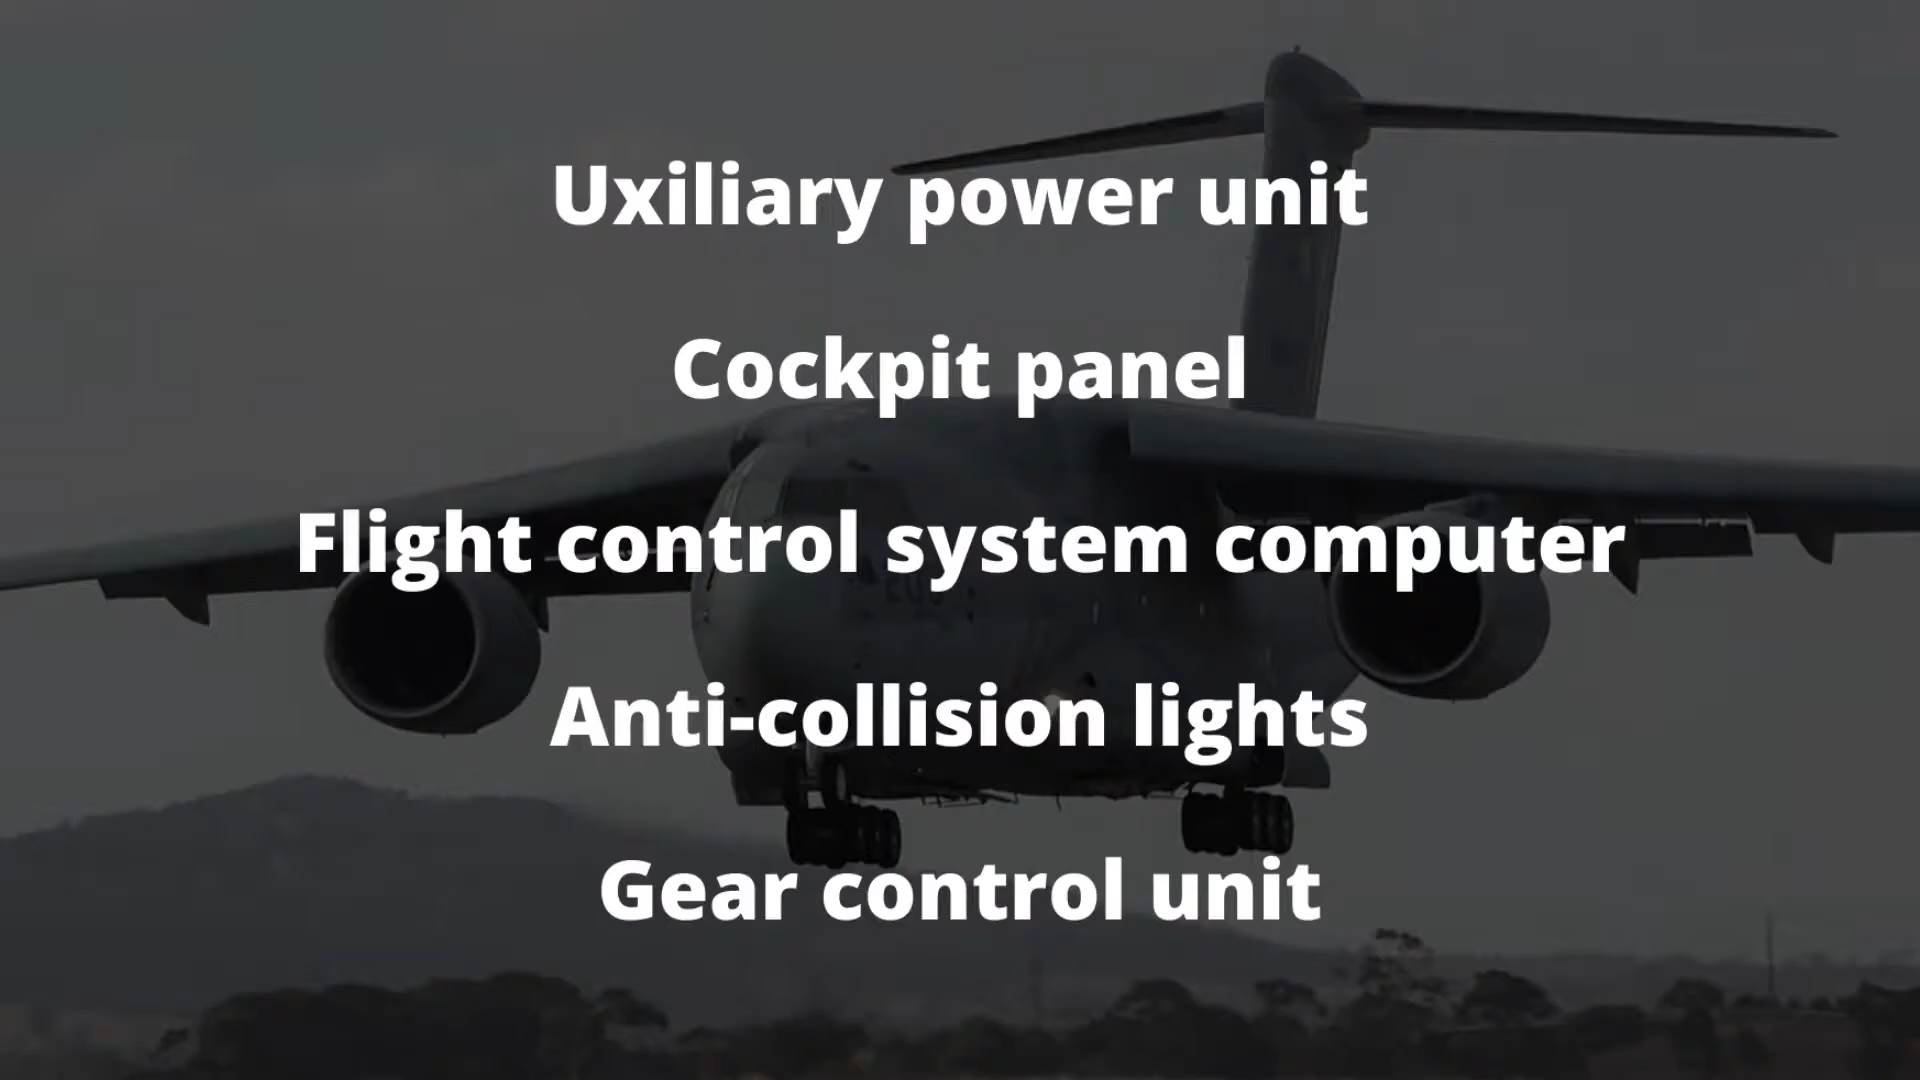 Uxiliary power unit
Cockpit panel
Flight control system computer
Anti-collision lights
Gear control unit